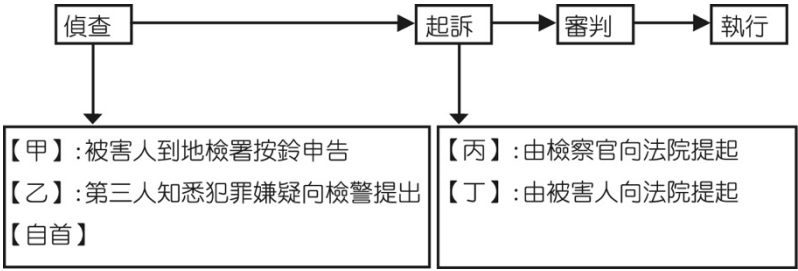 偵查
起訴
審判
執行
【甲】:被害人到地檢署按鈴申告
【乙】:第三人知悉犯罪嫌疑向檢警提出
【自首】
【丙】:由檢察官向法院提起
【丁】:由被害人向法院提起